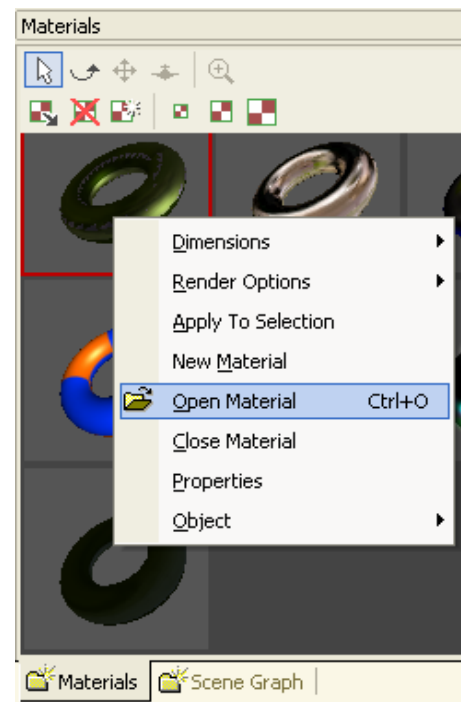 Materials
Dimensions
Render Options
Apply To Selection
New Material
Open Material Ctrl+O
Close Material
Properties
Object
Materials Scene Graph